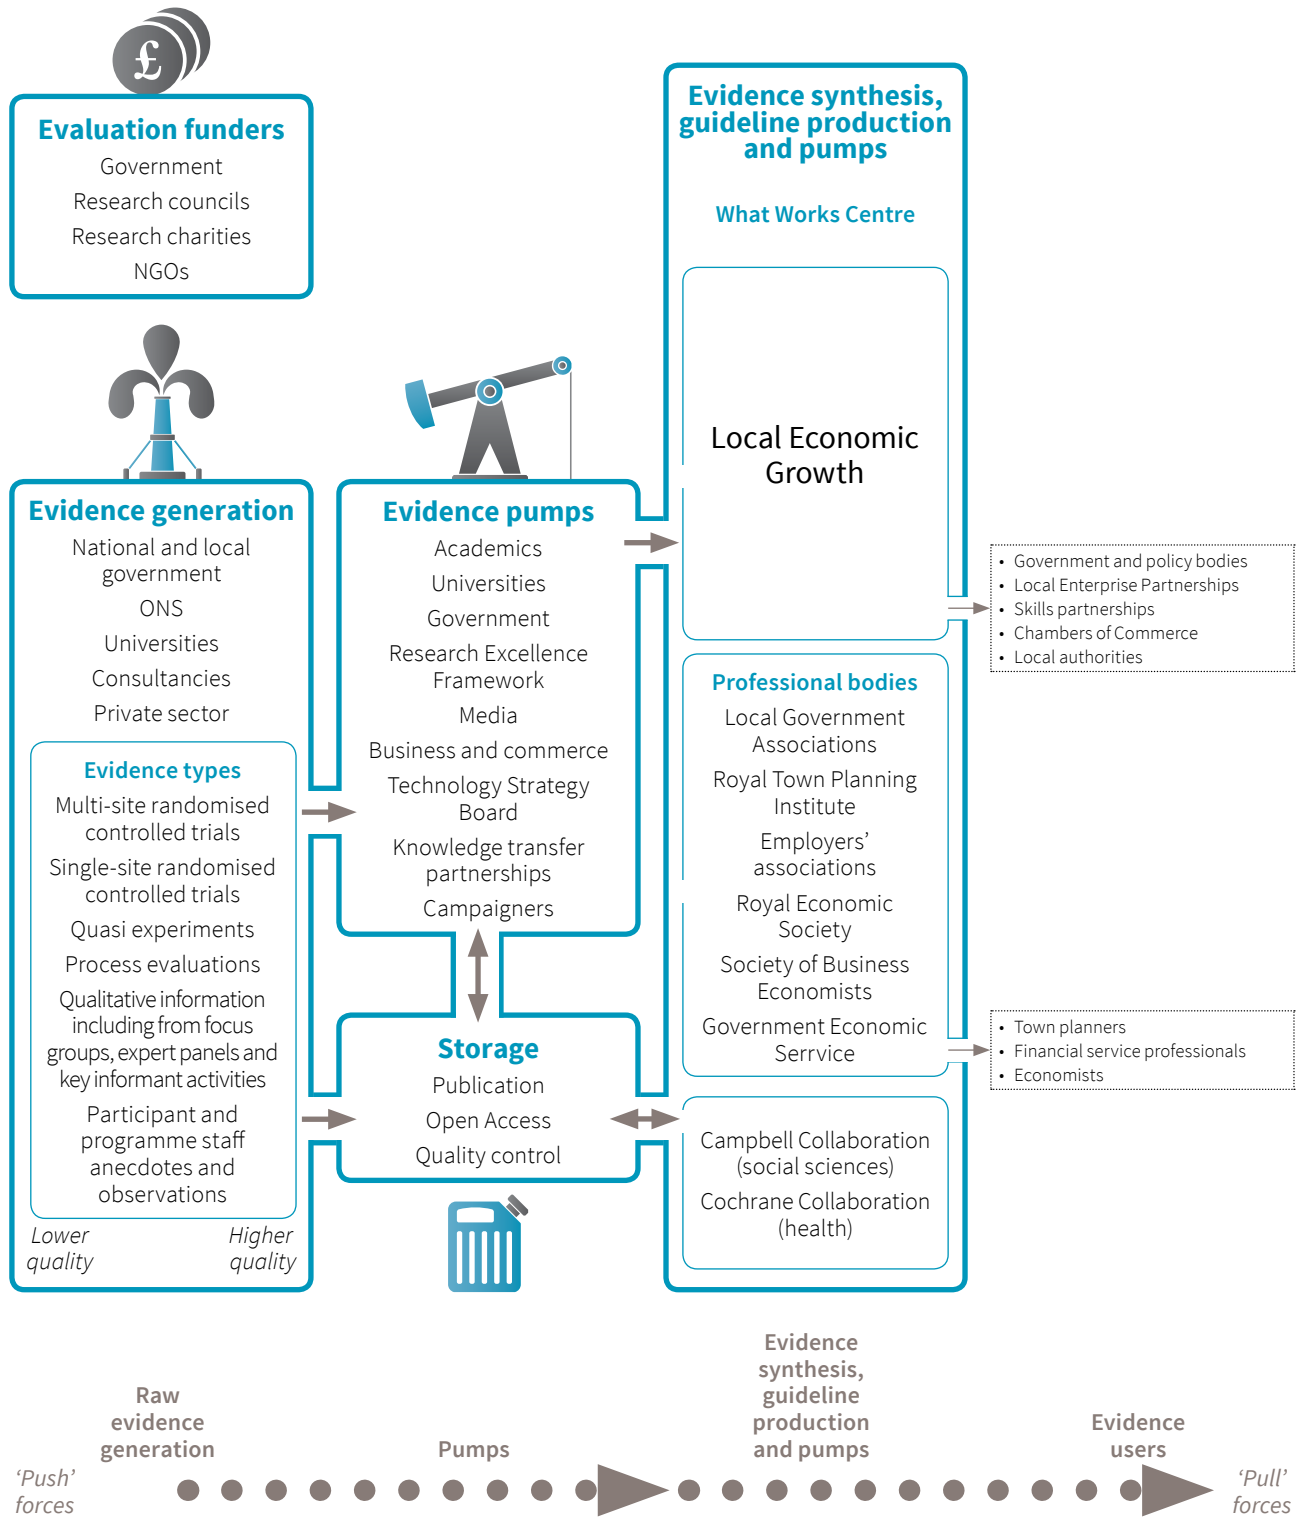 £
Evaluation funders
Government
Research councils
Research charities
NGOs
Evidence generation
National and local
government
ONS
Universities
Consultancies
Private sector
Evidence types
Multi-site randomised
controlled trials
Single-site randomised
controlled trials
Quasi experiments
Process evaluations
Qualitative information
including from focus
groups, expert panels and
key informant activities
Participant and
programme staff
anecdotes and
observations
Lower
quality
Higher
quality
Evidence pumps
Academics
Universities
Government
Research Excellence
Framework
Media
Business and commerce
Technology Strategy
Board
Knowledge transfer
partnerships
Campaigners
Storage
Publication
Open Access
Quality control
Evidence synthesis,
guideline production
and pumps
What Works Centre
Local Economic
Growth
Professional bodies
Local Government
Associations
Royal Town Planning
Institute
Employers’
associations
Royal Economic
Society
Society of Business
Economists
Government Economic
Serrvice
Campbell Collaboration
(social sciences)
Cochrane Collaboration
(health)
• Government and policy bodies
• Local Enterprise Partnerships
• Skills partnerships
• Chambers of Commerce
• Local authorities
• Town planners
• Financial service professionals
• Economists
‘Push’
forces
Raw
evidence
generation
Pumps
Evidence
synthesis,
guideline
production
and pumps
Evidence
users
‘Pull’
forces